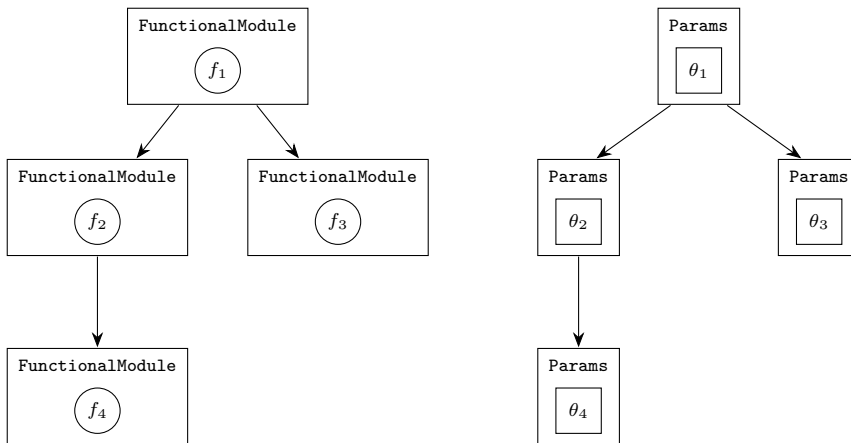 FunctionalModule
f₁
Params
θ₁
FunctionalModule
f₂
FunctionalModule
f₃
Params
θ₂
Params
θ₃
FunctionalModule
f₄
Params
θ₄